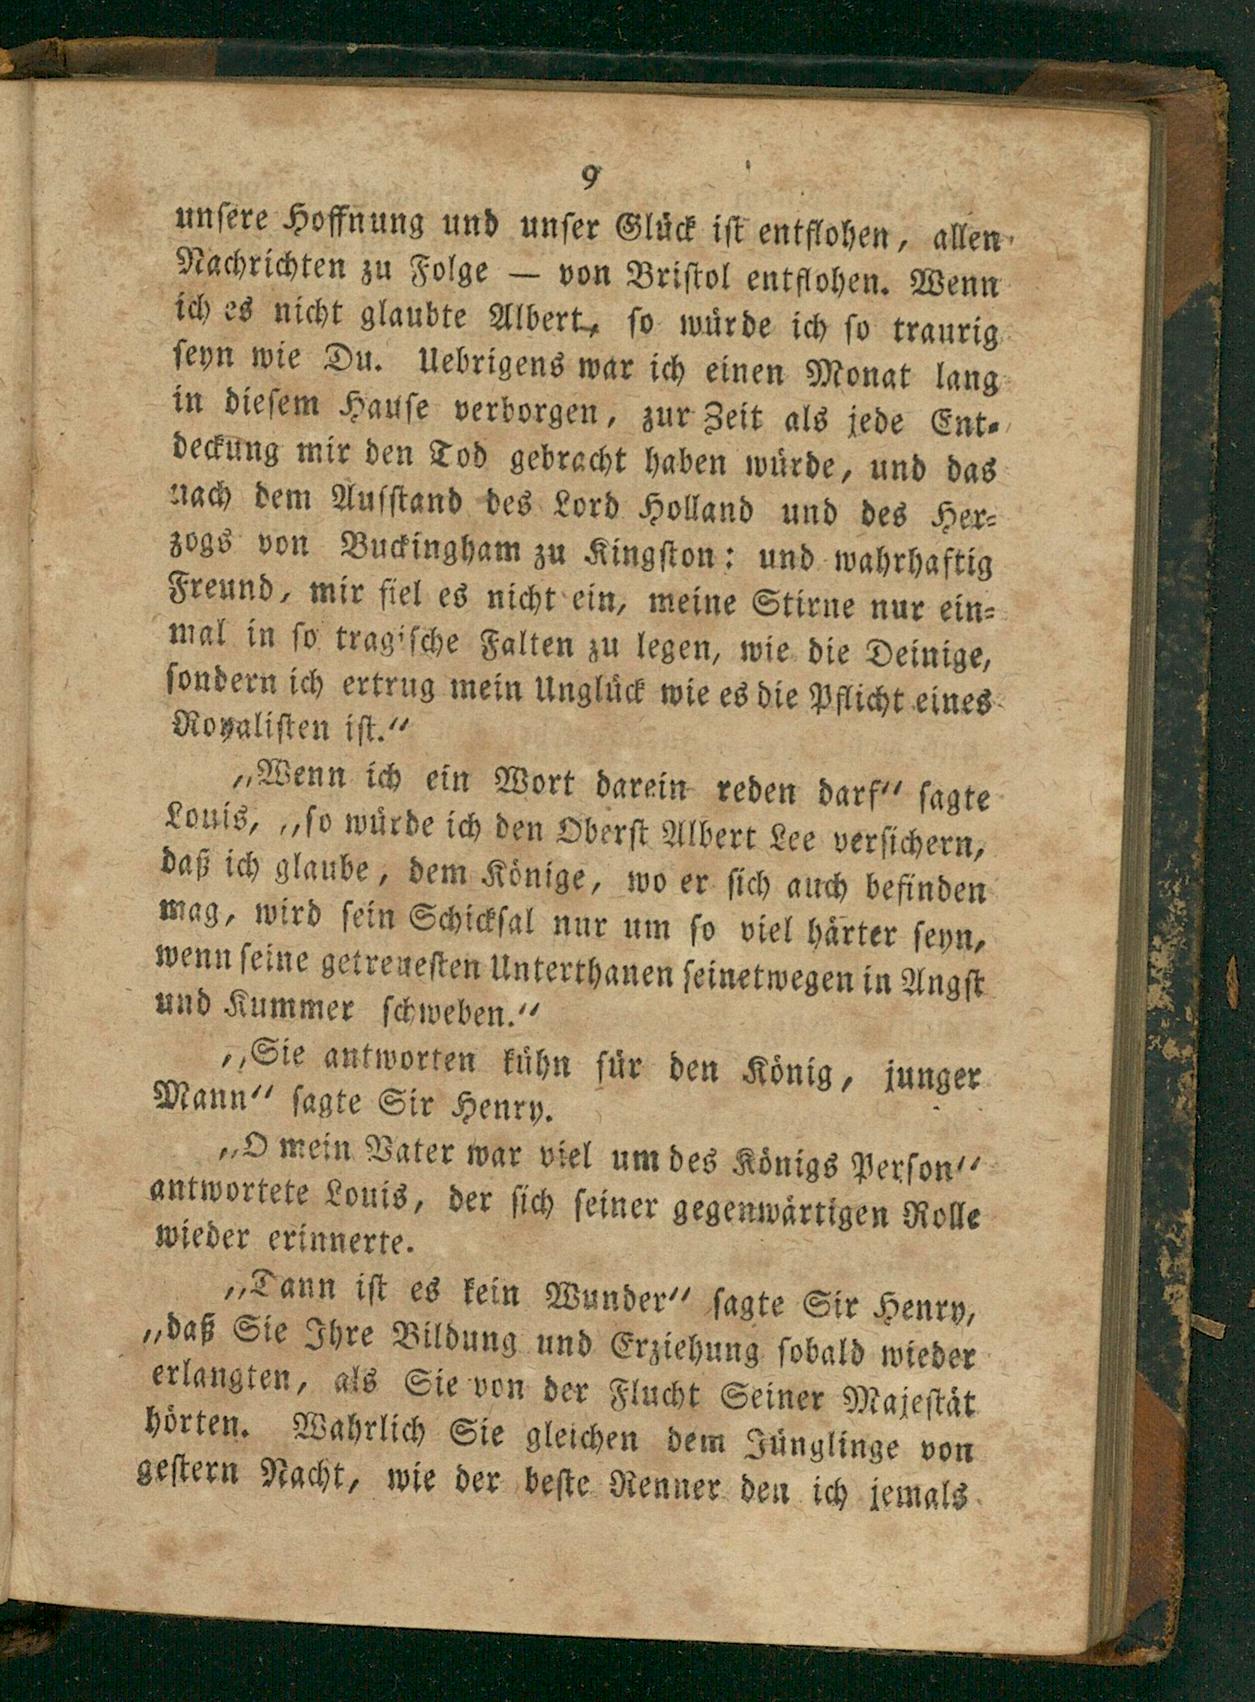 9
unsere Hoffnung und unser Glück ist entflohen, allen
Nachrichten zu Folge — von Bristol entflohen. Wenn
ich es nicht glaubte Albert, so würde ich so traurig
seyn wie Du. Uebrigens war ich einen Monat lang
in diesem Hause verborgen, zur Zeit als jede Ent-
deckung mir den Tod gebracht haben würde, und das
nach dem Aufstand des Lord Holland und des Her-
zogs von Buckingham zu Kingston: und wahrhaftig
Freund, mir fiel es nicht ein, meine Stirne nur ein-
mal in so tragische Falten zu legen, wie die Deinige,
sondern ich ertrug mein Unglück wie es die Pflicht eines
Royalisten ist.“
„Wenn ich ein Wort darein reden darf“ sagte
Louis, „so würde ich den Oberst Albert Lee versichern,
daß ich glaube, dem Könige, wo er sich auch befinden
mag, wird sein Schicksal nur um so viel härter seyn,
wenn seine getreuesten Unterthanen seinetwegen in Angst
und Kummer schweben.“
„Sie antworten kühn für den König, junger
Mann“ sagte Sir Henry.
„O mein Vater war viel um des Königs Person“
antwortete Louis, der sich seiner gegenwärtigen Rolle
wieder erinnerte.
„Dann ist es kein Wunder“ sagte Sir Henry,
„daß Sie Ihre Bildung und Erziehung sobald wieder
erlangten, als Sie von der Flucht Seiner Majestät
hörten. Wahrlich Sie gleichen dem Jünglinge von
gestern Nacht, wie der beste Renner den ich jemals